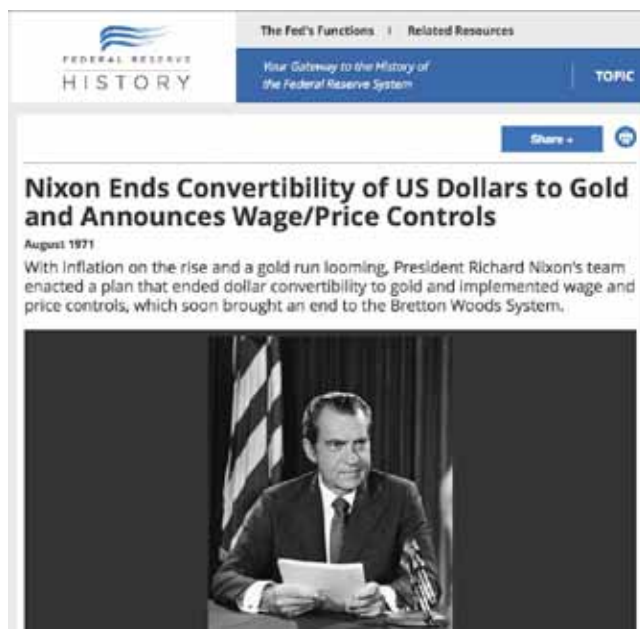 The Fed's Functions | Related Resources
FEDERAL RESERVE
HISTORY
Your Gateway to the History of
the Federal Reserve System
TOPIC
Share +
Nixon Ends Convertibility of US Dollars to Gold
and Announces Wage/Price Controls
August 1971
With inflation on the rise and a gold run looming, President Richard Nixon's team
enacted a plan that ended dollar convertibility to gold and implemented wage and
price controls, which soon brought an end to the Bretton Woods System.